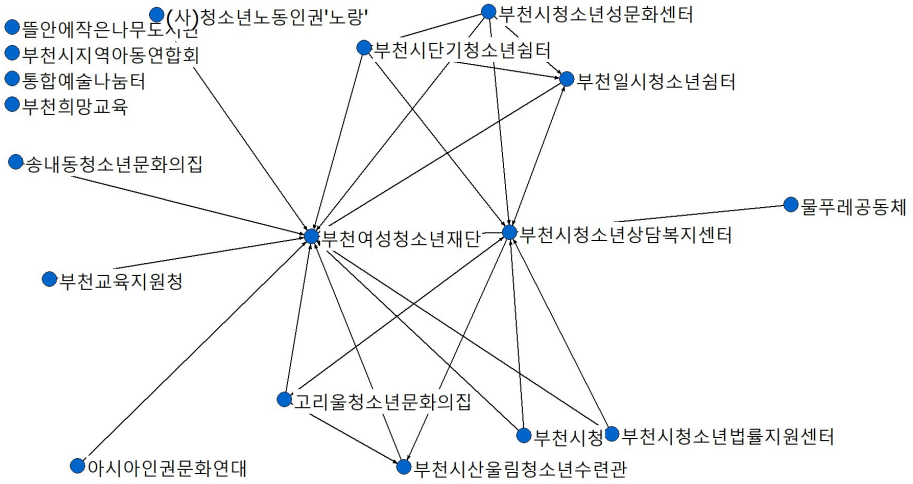 (사)청소년노동인권'노랑'
부천시청소년성문화센터
뜰안에작은나무도서관
부천시단기청소년쉼터
부천시지역아동연합회
부천일시청소년쉼터
통합예술나눔터
부천희망교육
송내동청소년문화의집
물푸레공동체
부천여성청소년재단
부천시청소년상담복지센터
부천교육지원청
고리울청소년문화의집
부천시청
부천시청소년법률지원센터
아시아인권문화연대
부천시산울림청소년수련관